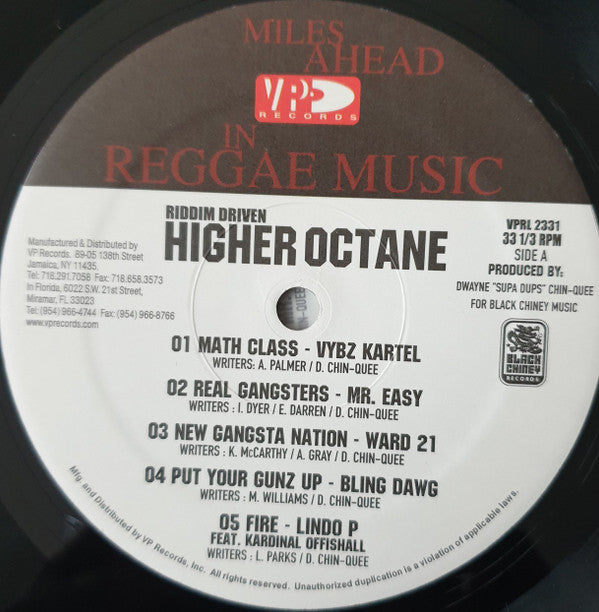 MILES
AHEAD
VP
RECORDS
IN
REGGAE MUSIC
RIDDIM DRIVEN
HIGHER OCTANE
VPRL 2331
33 1/3 RPM
SIDE A
PRODUCED BY:
DWAYNE "SUPA DUPS" CHIN-QUEE
FOR BLACK CHINEY MUSIC
Manufactured & Distributed by
VP Records. 89-05 138th Street
Jamaica, NY 11435.
Tel: 718.291.7058 Fax: 718.658.3573
In Florida, 6022 S.W. 21st Street,
Miramar, FL 33023
Tel: (954) 966-4744 Fax: (954) 966-8766
www.vprecords.com
BLACK
CHINEY
RECORDS
01 MATH CLASS - VYBZ KARTEL
WRITERS: A. PALMER / D. CHIN-QUEE
02 REAL GANGSTERS - MR. EASY
WRITERS : I. DYER / E. DARREN / D. CHIN-QUEE
03 NEW GANGSTA NATION - WARD 21
WRITERS : K. McCARTHY / A. GRAY / D. CHIN-QUEE
04 PUT YOUR GUNZ UP - BLING DAWG
WRITERS : M. WILLIAMS / D. CHIN-QUEE
05 FIRE - LINDO P
FEAT. KARDINAL OFFISHALL
WRITERS : L. PARKS / D. CHIN-QUEE
Mfg. and Distributed by VP Records, Inc. All rights reserved. Unauthorized duplication is a violation of applicable laws.